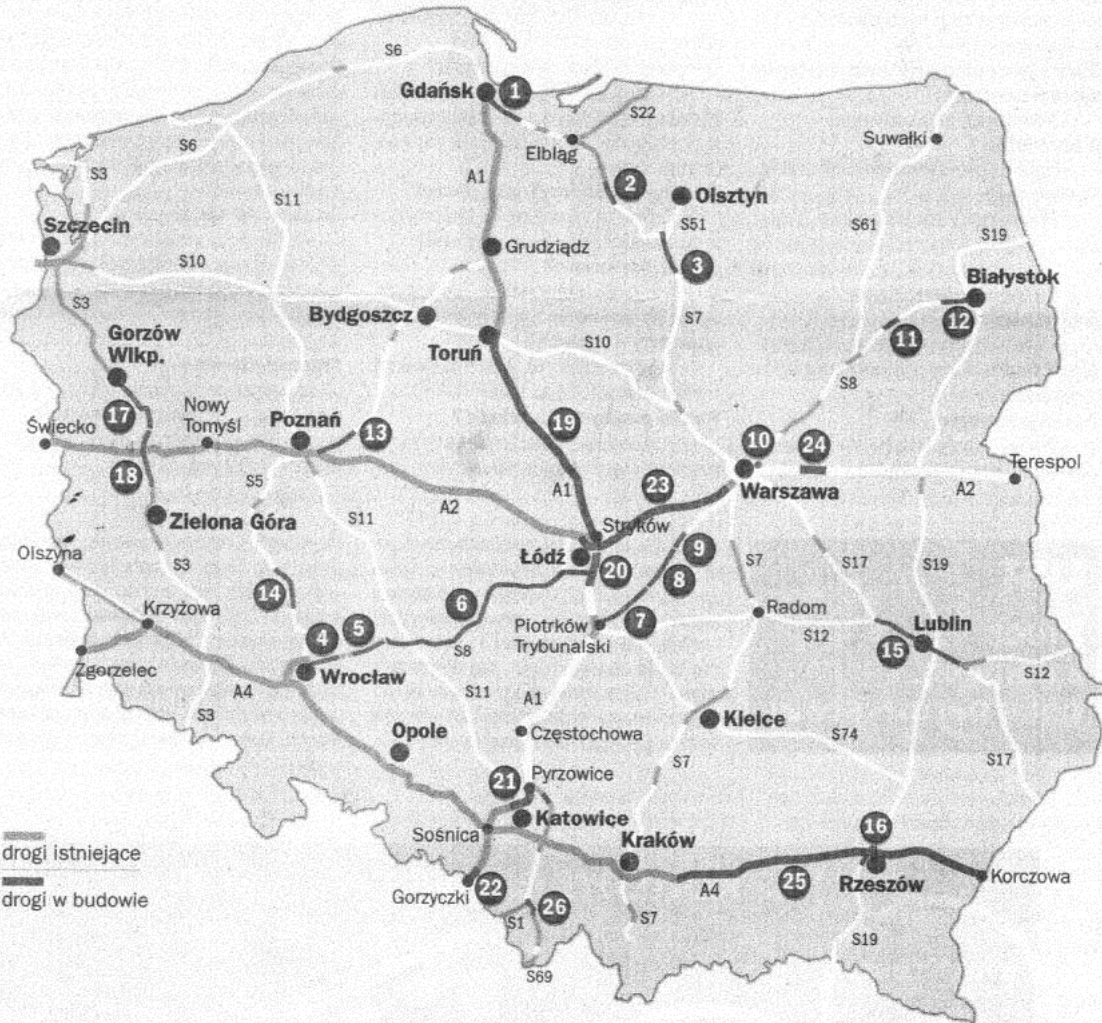 S6
Gdańsk
1
S22
Elbląg
Suwałki
S6
S3
A1
2
Olsztyn
S11
S51
S61
S19
Szczecin
Grudziądz
3
S10
Białystok
S3
Bydgoszcz
S7
11
12
Gorzów
Wlkp.
Toruń
S10
S8
17
Nowy
Tomyśl
Poznań
13
19
Świecko
10
24
18
S5
A2
A1
23
Warszawa
Terespol
A2
Zielona Góra
S11
Stryków
Olszyna
Łódź
9
S7
S17
S19
S3
20
8
14
6
Radom
Krzyżowa
4
5
Piotrków
Trybunalski
7
S12
Lublin
S8
15
Zgorzelec
Wrocław
S12
A4
S11
A1
S3
Kielce
Opole
Częstochowa
S74
S17
21
Pyrzowice
S7
Katowice
16
Sośnica
Kraków
drogi istniejące
Rzeszów
Korczowa
drogi w budowie
Gorzyczki
22
A4
25
S1
26
S7
S19
S69